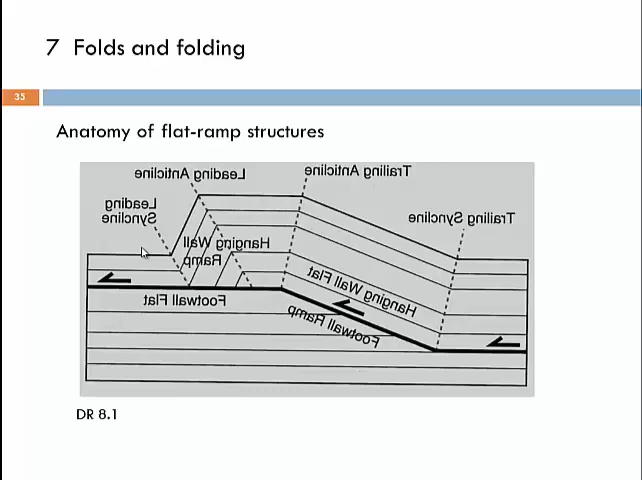 7 Folds and folding
35
Anatomy of flat-ramp structures
Leading Anticline
Trailing Anticline
Leading
Syncline
Trailing Syncline
Hanging Wall
Ramp
Hanging Wall Flat
Footwall Flat
Footwall Ramp
DR 8.1